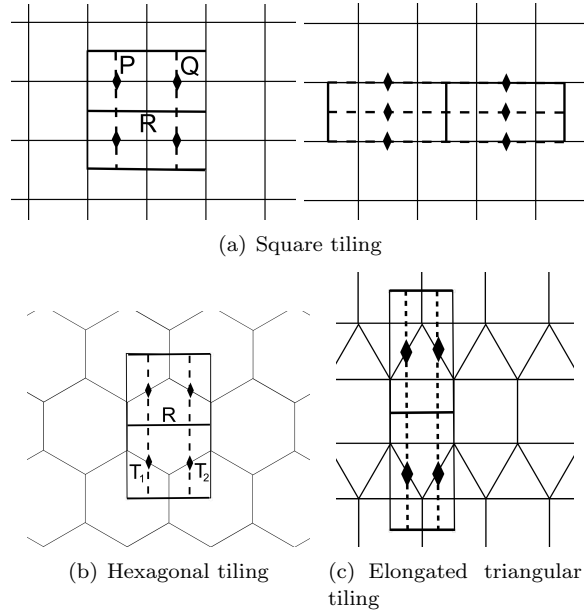 P Q
R
(a) Square tiling
R
T1 T2
(b) Hexagonal tiling
(c) Elongated triangular
tiling